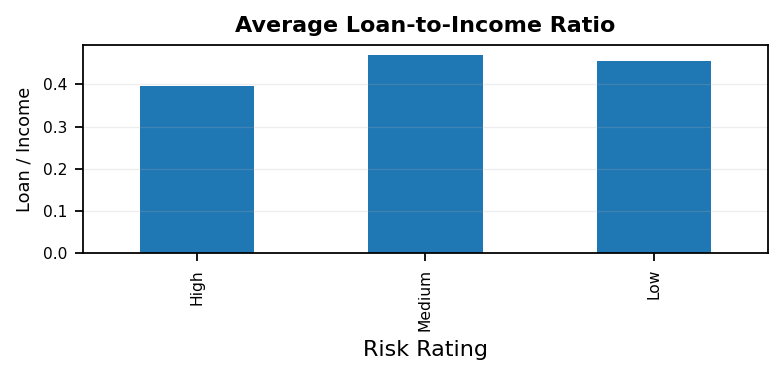 Average Loan-to-Income Ratio
Loan / Income
0.4
0.3
0.2
0.1
0.0
High
Medium
Low
Risk Rating